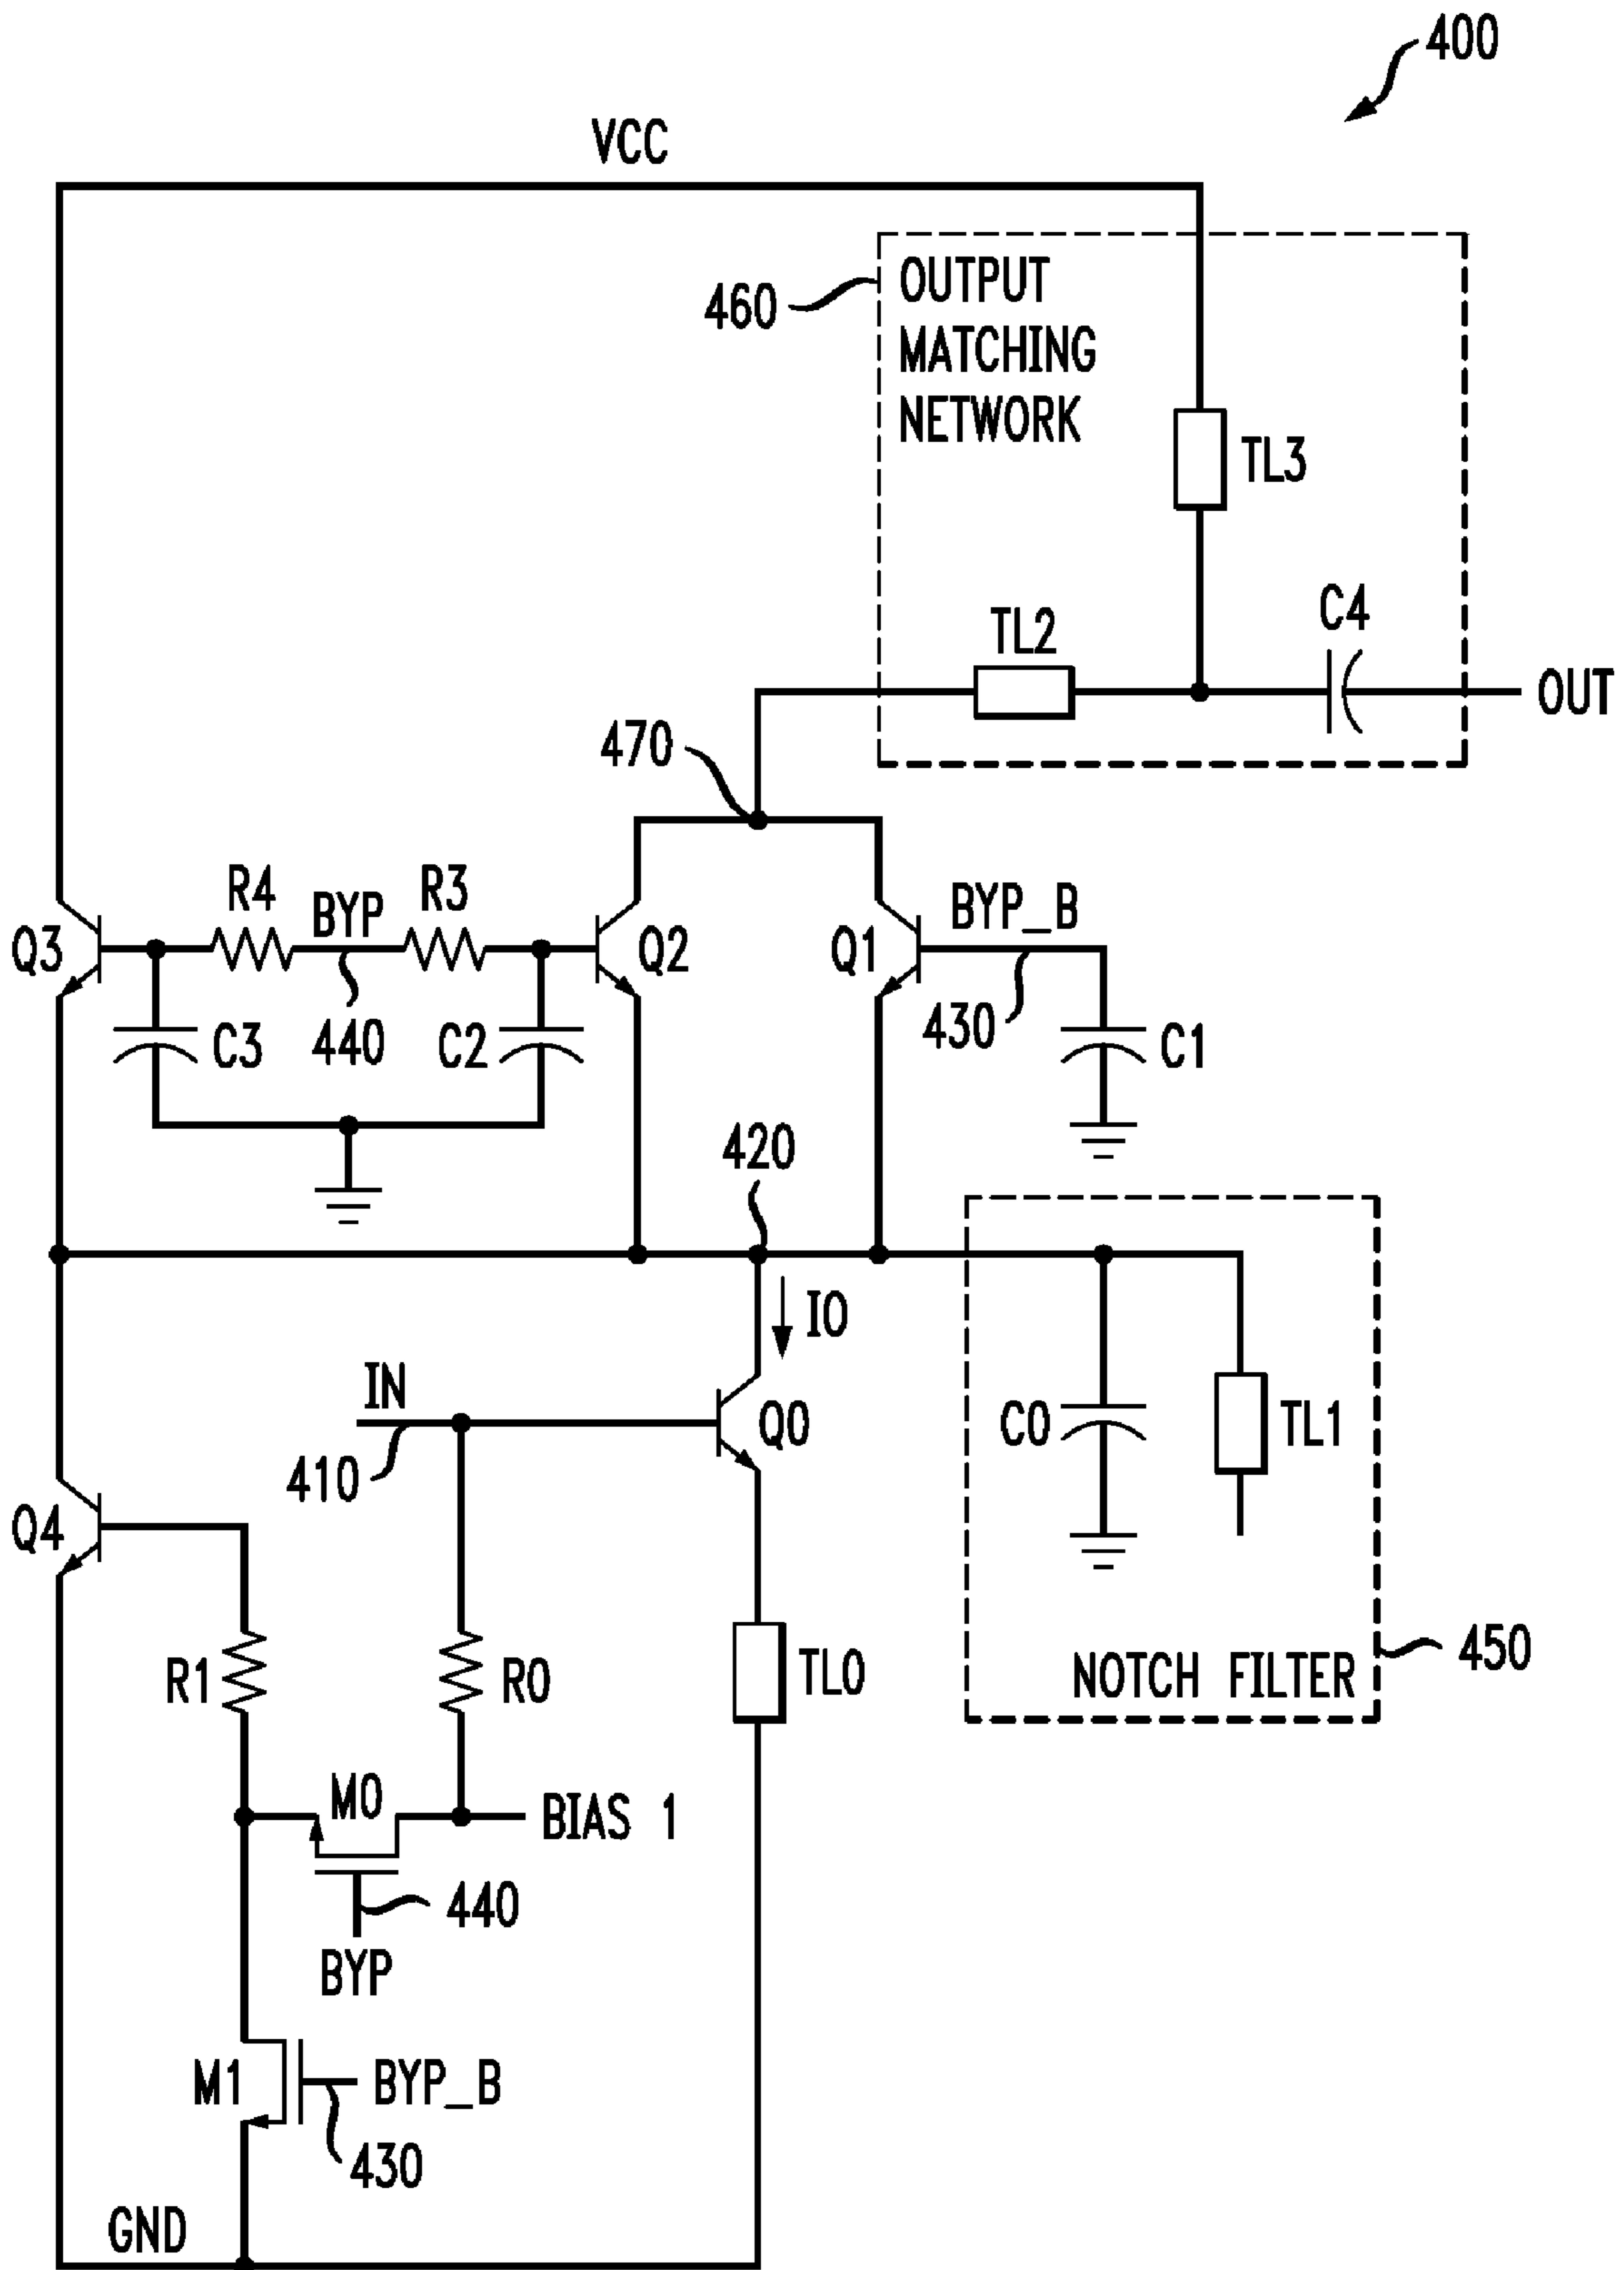 400
VCC
460
OUTPUT
MATCHING
NETWORK
TL3
C4
TL2
OUT
470
R4
BYP
R3
BYP_B
Q3
Q2
Q1
C3
440
C2
430
C1
420
I0
IN
Q0
C0
TL1
410
Q4
R1
R0
TL0
NOTCH FILTER
450
M0
BIAS 1
440
BYP
M1
BYP_B
430
GND